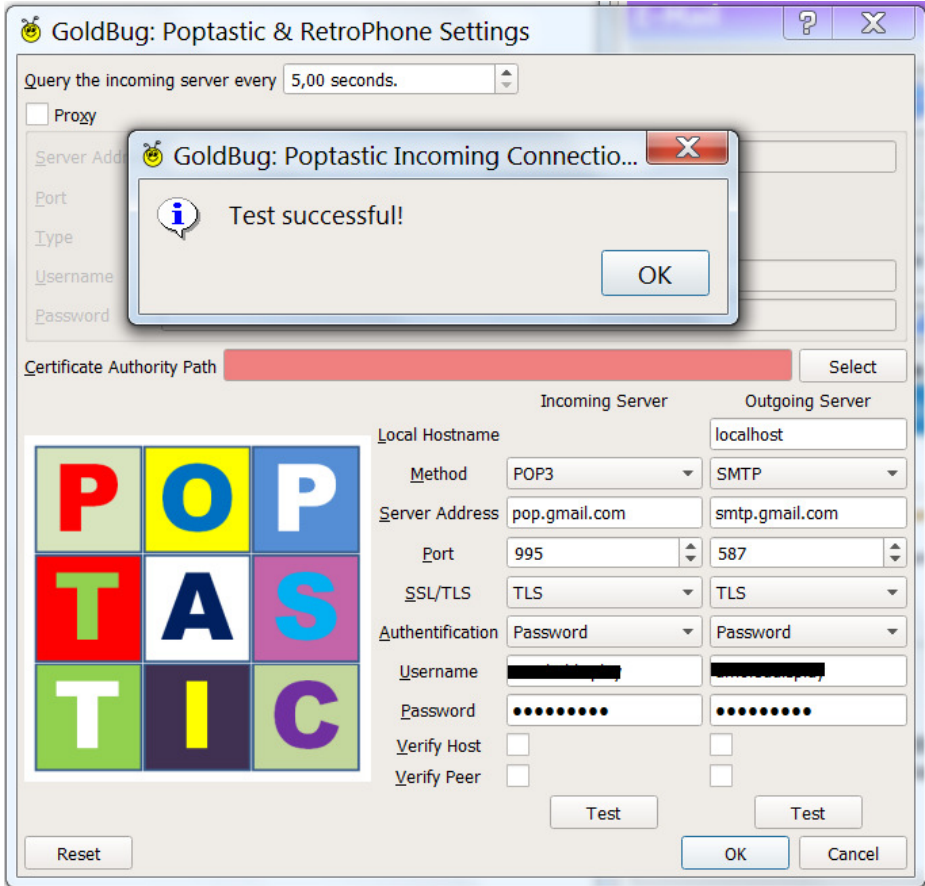 E-Mail
GoldBug: Poptastic & RetroPhone Settings
Query the incoming server every 5,00 seconds.
Proxy
Server Addr
Port
Type
Username
Password
GoldBug: Poptastic Incoming Connectio...
Test successful!
OK
Certificate Authority Path Select
Incoming Server Outgoing Server
Local Hostname localhost
Method POP3 SMTP
Server Address pop.gmail.com smtp.gmail.com
Port 995 587
SSL/TLS TLS TLS
Authentification Password Password
Username
Password ●●●●●●●●● ●●●●●●●●●
Verify Host
Verify Peer
Test Test
POP
TAS
TIC
Reset OK Cancel